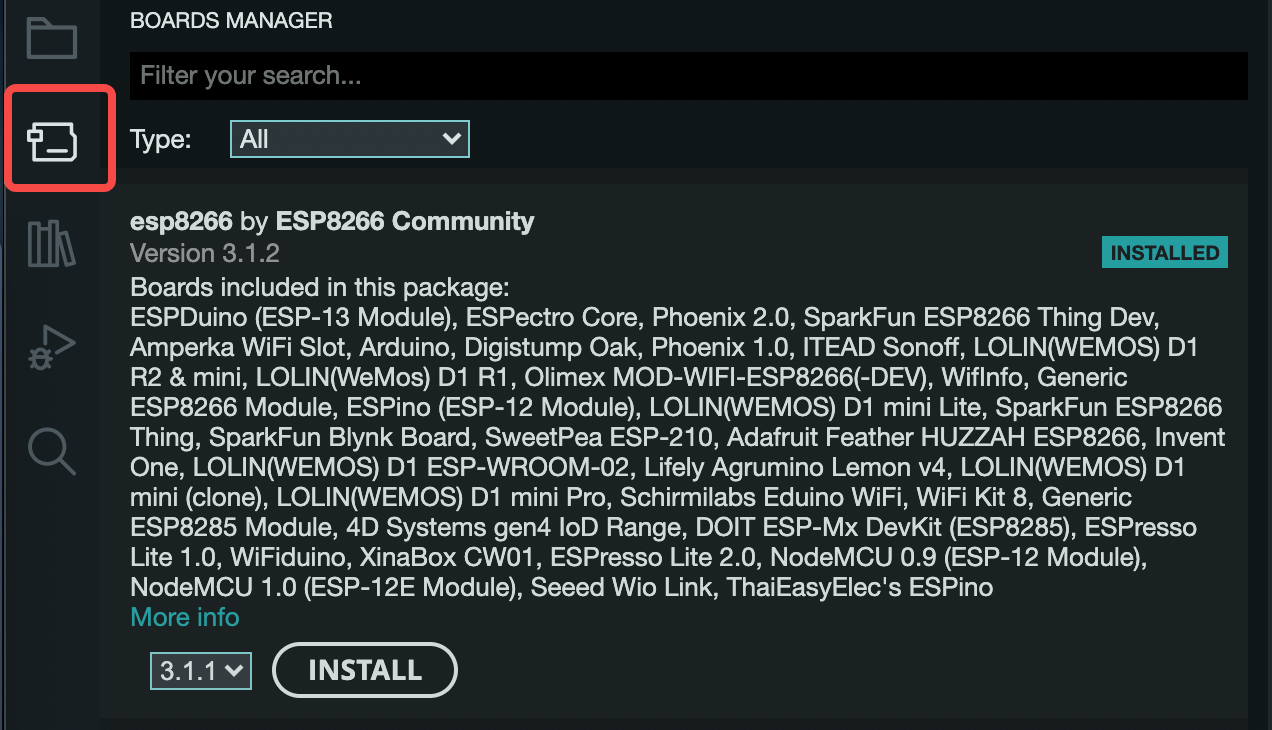 BOARDS MANAGER
Filter your search...
Type: All
esp8266 by ESP8266 Community
Version 3.1.2
INSTALLED
Boards included in this package:
ESPDuino (ESP-13 Module), ESPectro Core, Phoenix 2.0, SparkFun ESP8266 Thing Dev,
Amperka WiFi Slot, Arduino, Digistump Oak, Phoenix 1.0, ITEAD Sonoff, LOLIN(WEMOS) D1
R2 & mini, LOLIN(WeMos) D1 R1, Olimex MOD-WIFI-ESP8266(-DEV), WifInfo, Generic
ESP8266 Module, ESPino (ESP-12 Module), LOLIN(WEMOS) D1 mini Lite, SparkFun ESP8266
Thing, SparkFun Blynk Board, SweetPea ESP-210, Adafruit Feather HUZZAH ESP8266, Invent
One, LOLIN(WEMOS) D1 ESP-WROOM-02, Lifely Agrumino Lemon v4, LOLIN(WEMOS) D1
mini (clone), LOLIN(WEMOS) D1 mini Pro, Schirmilabs Eduino WiFi, WiFi Kit 8, Generic
ESP8285 Module, 4D Systems gen4 IoD Range, DOIT ESP-Mx DevKit (ESP8285), ESPresso
Lite 1.0, WiFiduino, XinaBox CW01, ESPresso Lite 2.0, NodeMCU 0.9 (ESP-12 Module),
NodeMCU 1.0 (ESP-12E Module), Seeed Wio Link, ThaiEasyElec's ESPino
More info
3.1.1 INSTALL